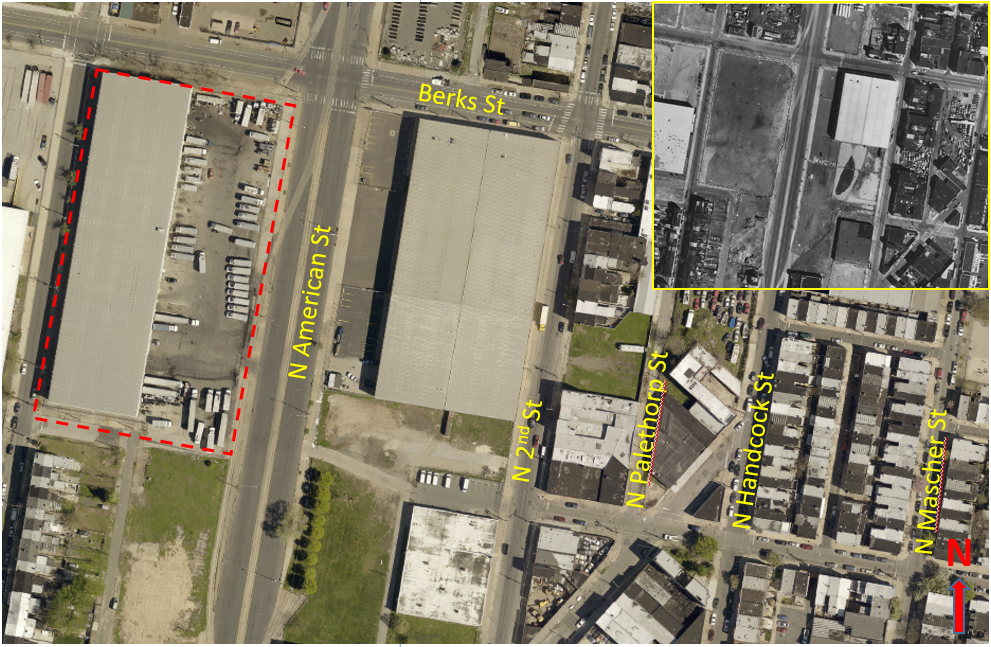 Berks St
N American St
N 2nd St
N Palethorp St
N Handcock St
N Mascher St
N